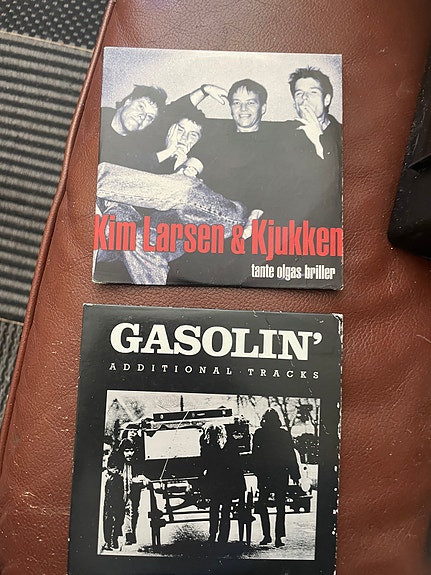 Kim Larsen & Kjukken
tante olgas briller
GASOLIN'
ADDITIONAL TRACKS